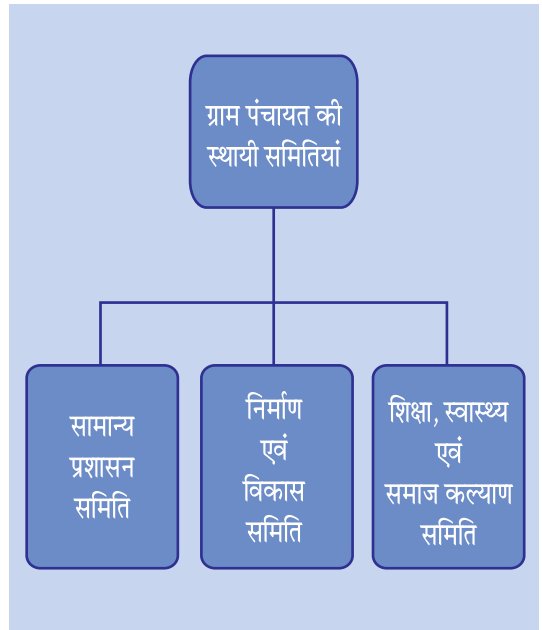 ग्राम पंचायत की
स्थायी समितियां
सामान्य
प्रशासन
समिति
निर्माण
एवं
विकास
समिति
शिक्षा, स्वास्थ्य
एवं
समाज कल्याण
समिति